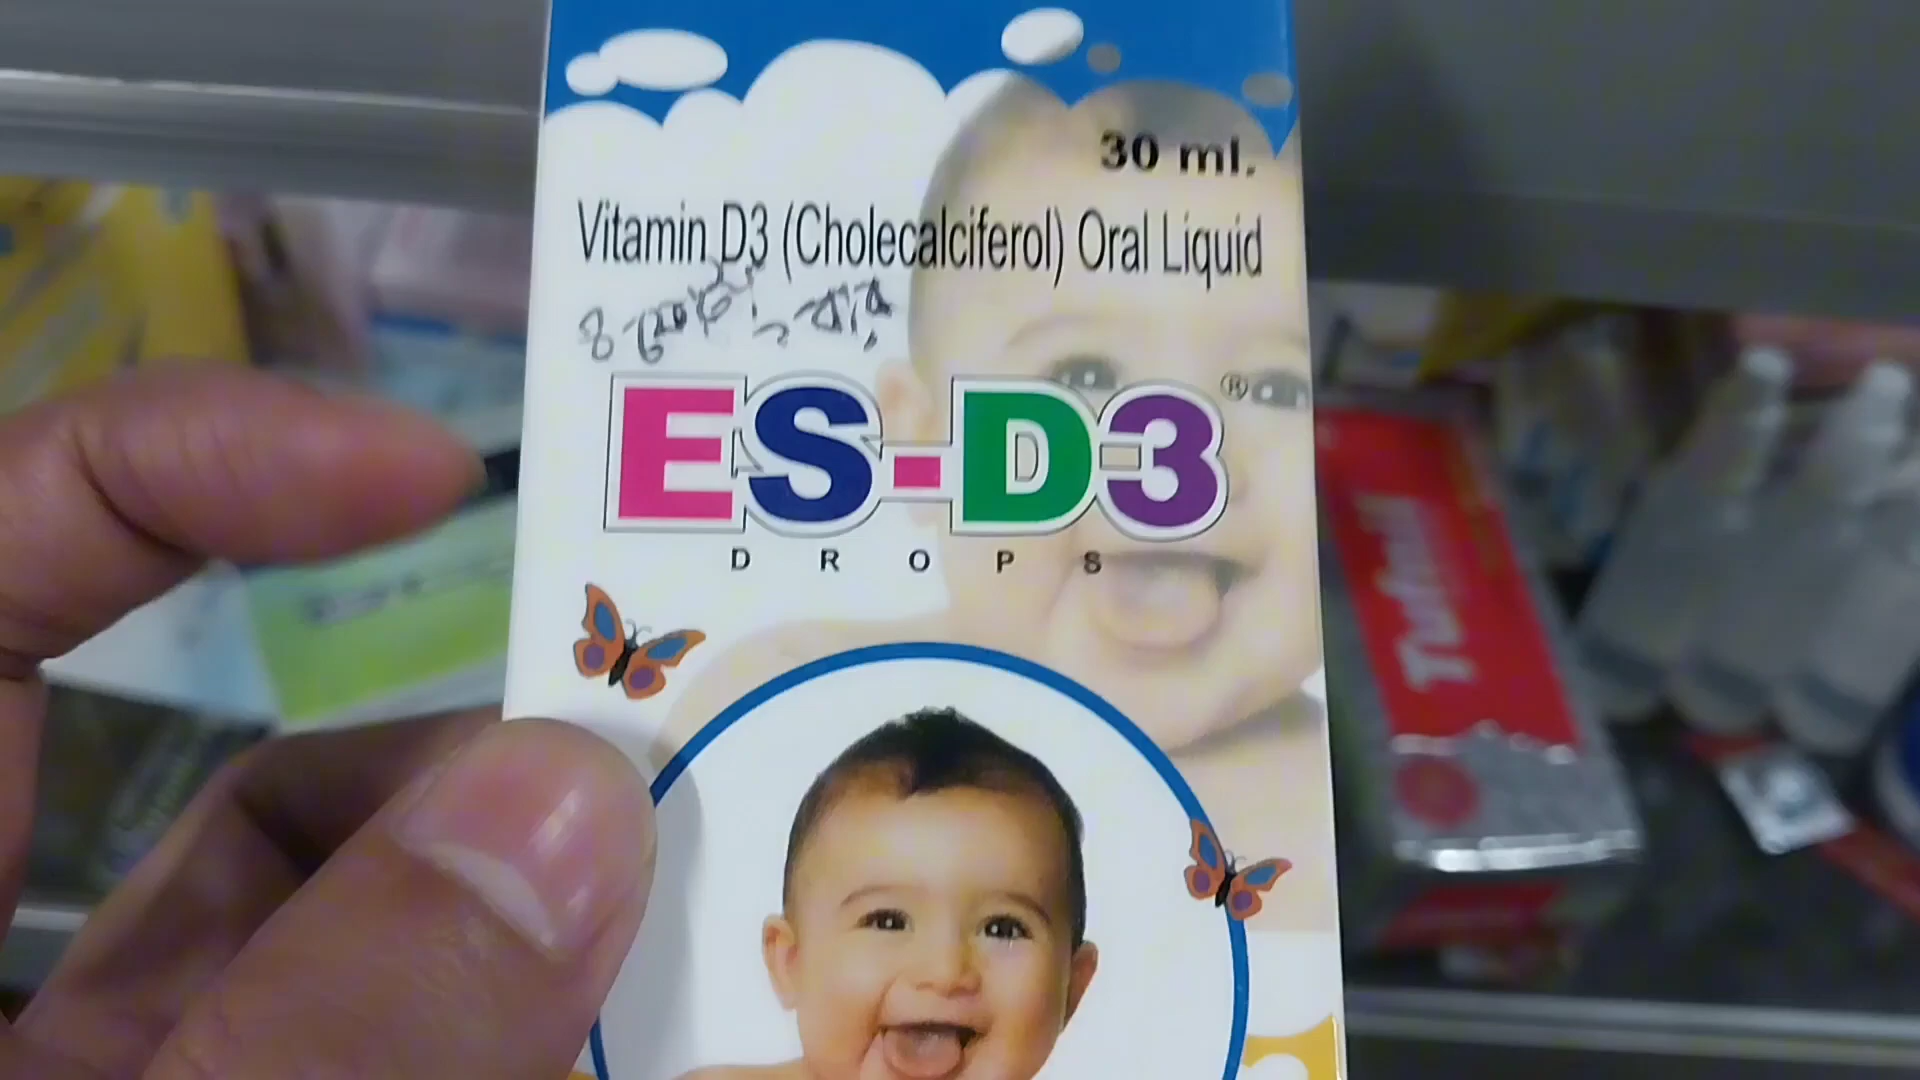 30 ml.
Vitamin D3 (Cholecalciferol) Oral Liquid
ES-D3®
DROPS